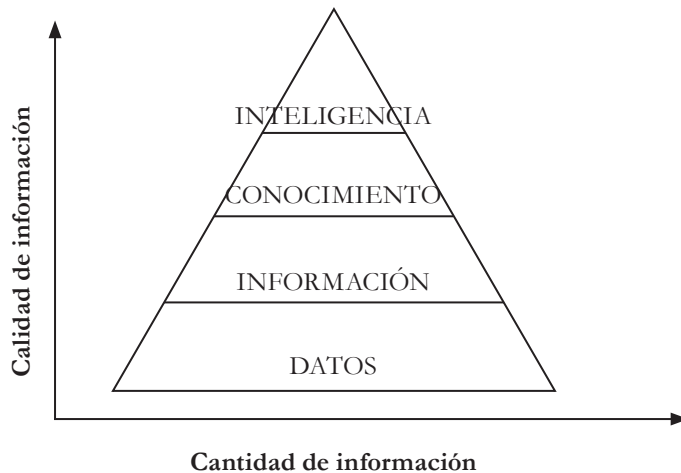 Calidad de información
INTELIGENCIA
CONOCIMIENTO
INFORMACIÓN
DATOS
Cantidad de información